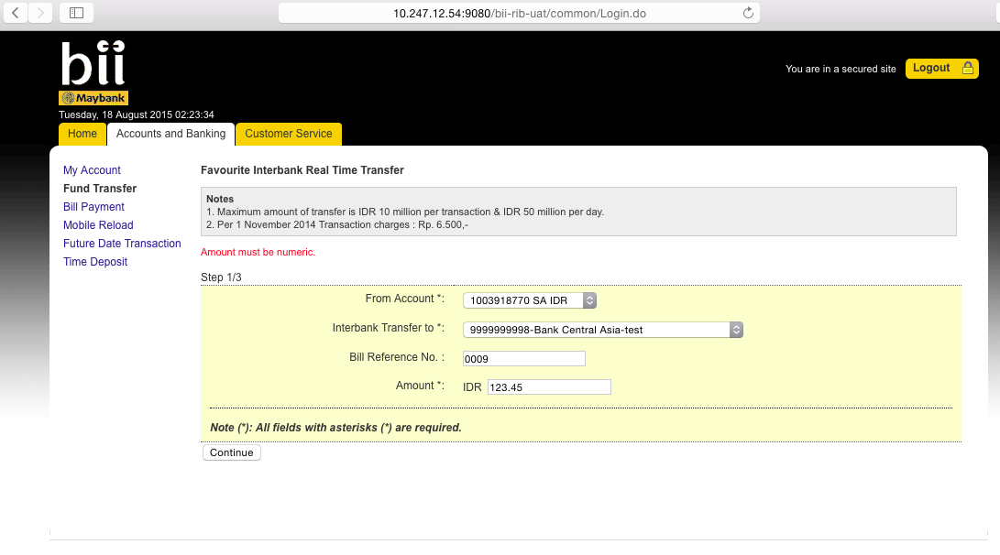 10.247.12.54:9080/bii-rib-uat/common/Login.do
bii
Maybank
You are in a secured site Logout
Tuesday, 18 August 2015 02:23:34
Home Accounts and Banking Customer Service
My Account
Fund Transfer
Bill Payment
Mobile Reload
Future Date Transaction
Time Deposit
Favourite Interbank Real Time Transfer
Notes
1. Maximum amount of transfer is IDR 10 million per transaction & IDR 50 million per day.
2. Per 1 November 2014 Transaction charges : Rp. 6.500,-
Amount must be numeric.
Step 1/3
From Account *: 1003918770 SA IDR
Interbank Transfer to *: 9999999998-Bank Central Asia-test
Bill Reference No. : 0009
Amount *: IDR 123.45
Note (*): All fields with asterisks (*) are required.
Continue